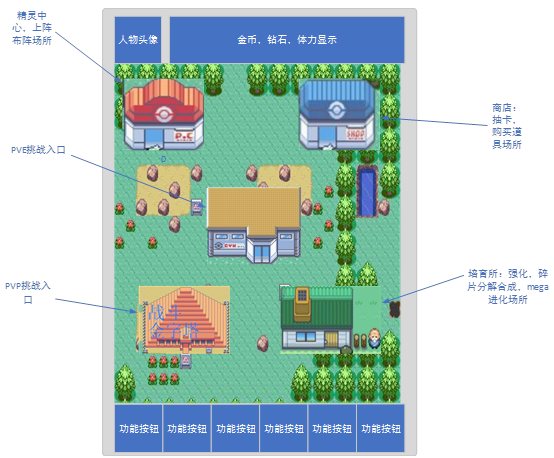 精灵中
心，上阵
布阵场所
人物头像
金币，钻石，体力显示
P.C
商店：
抽卡，
购买道
具场所
SHOP
PVE挑战入口
GYM
PVP挑战入
口
培育所：强化，碎
片分解合成，mega
进化场所
战斗
金字塔
功能按钮
功能按钮
功能按钮
功能按钮
功能按钮
功能按钮